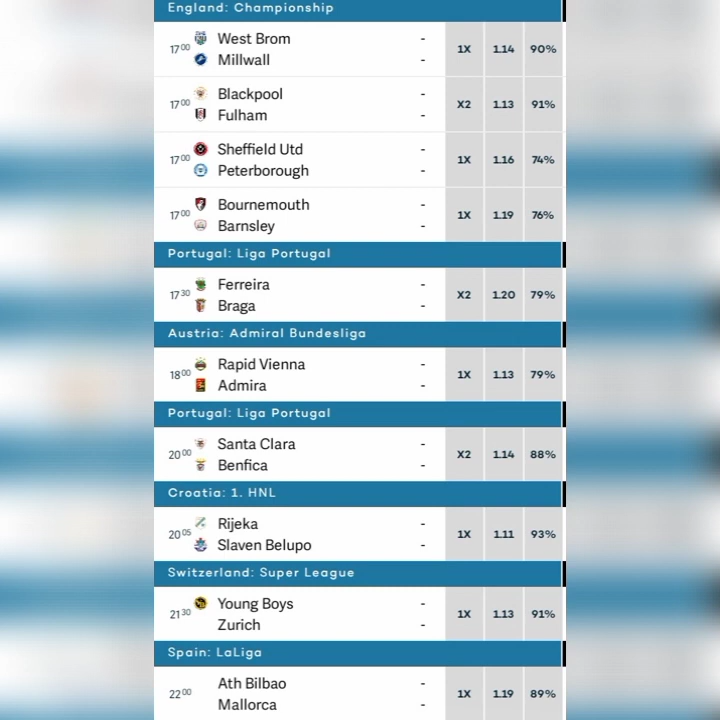 England: Championship
17 00 West Brom - 1X 1.14 90%
Millwall -
17 00 Blackpool - X2 1.13 91%
Fulham -
17 00 Sheffield Utd - 1X 1.16 74%
Peterborough -
17 00 Bournemouth - 1X 1.19 76%
Barnsley -
Portugal: Liga Portugal
17 30 Ferreira - X2 1.20 79%
Braga -
Austria: Admiral Bundesliga
18 00 Rapid Vienna - 1X 1.13 79%
Admira -
Portugal: Liga Portugal
20 00 Santa Clara - X2 1.14 88%
Benfica -
Croatia: 1. HNL
20 05 Rijeka - 1X 1.11 93%
Slaven Belupo -
Switzerland: Super League
21 30 Young Boys - 1X 1.13 91%
Zurich -
Spain: LaLiga
22 00 Ath Bilbao - 1X 1.19 89%
Mallorca -